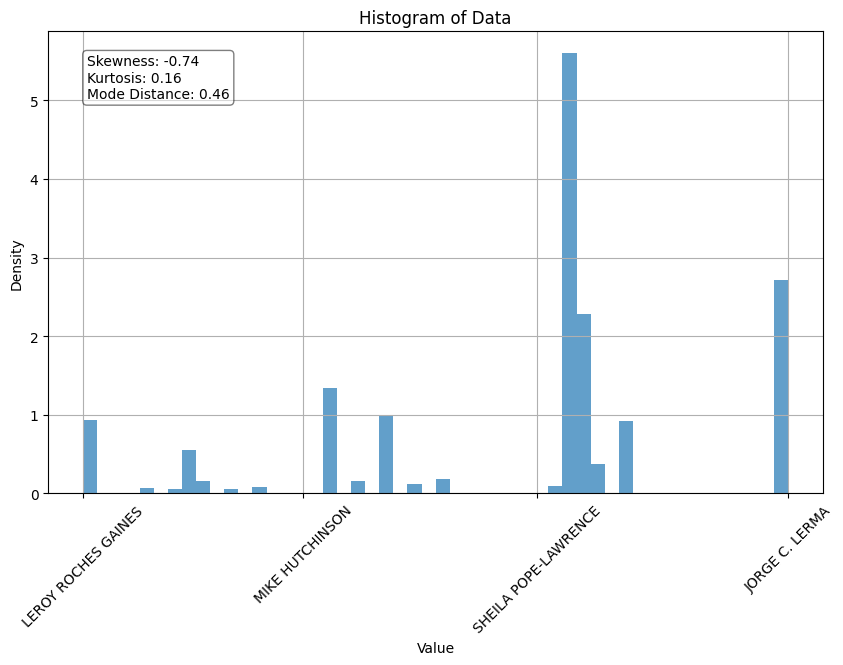 Histogram of Data
Skewness: -0.74
Kurtosis: 0.16
Mode Distance: 0.46
Density
5
4
3
2
1
0
LEROY ROCHES GAINES
MIKE HUTCHINSON
SHEILA POPE-LAWRENCE
JORGE C. LERMA
Value